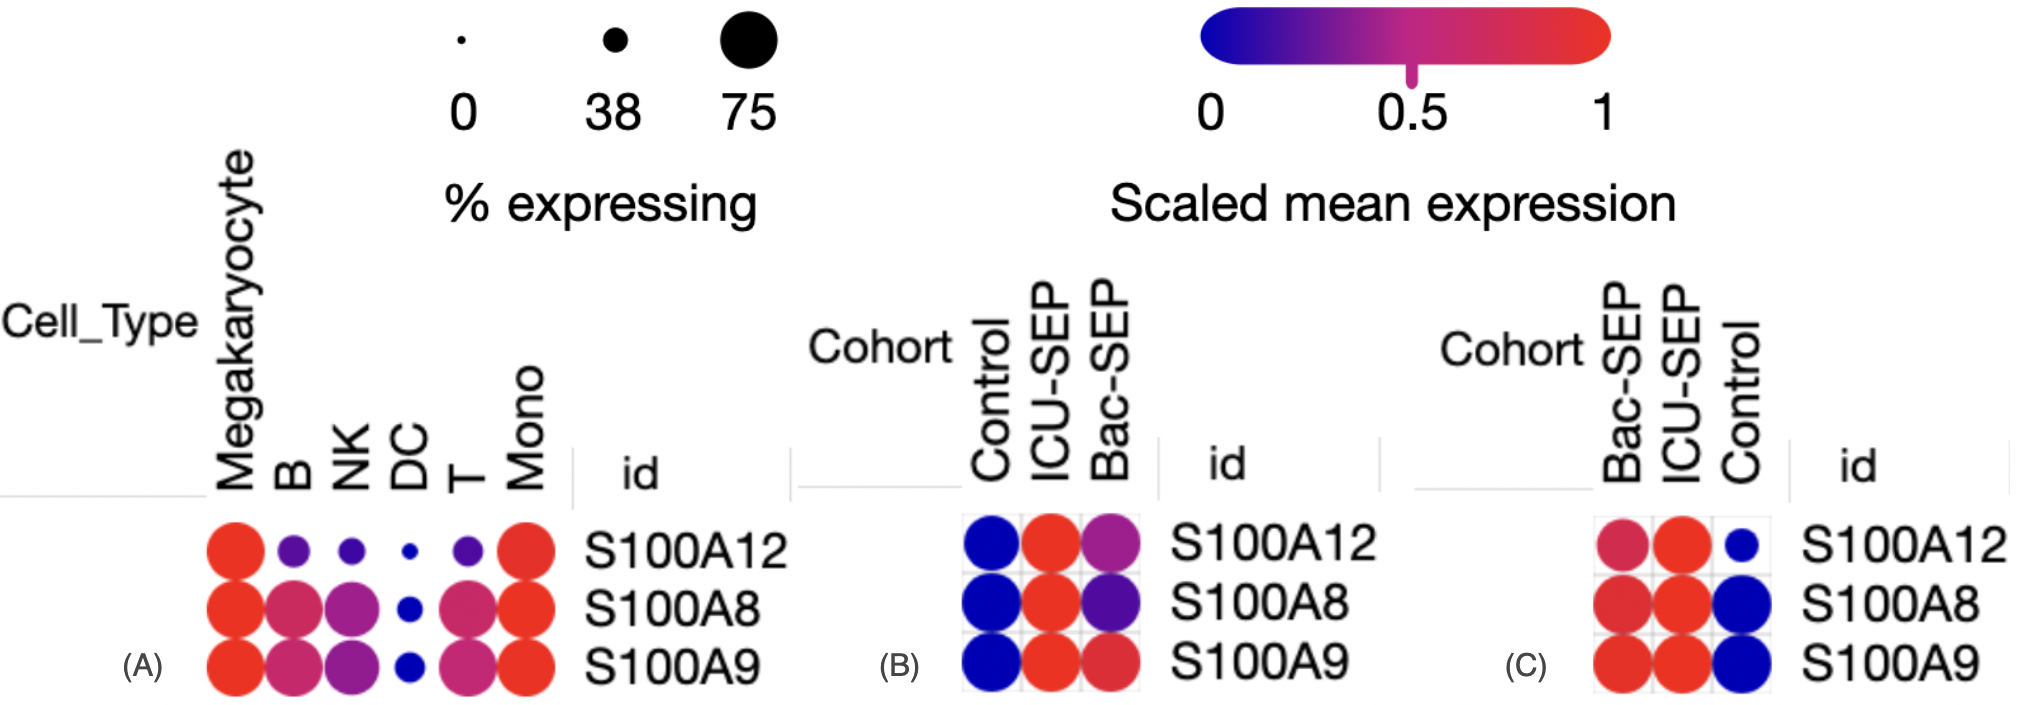 0 38 75
% expressing
0 0.5 1
Scaled mean expression
Cell_Type
Megakaryocyte
B
NK
DC
T
Mono
id
S100A12
S100A8
S100A9
(A)
Cohort
Control
ICU-SEP
Bac-SEP
id
S100A12
S100A8
S100A9
(B)
Cohort
Bac-SEP
ICU-SEP
Control
id
S100A12
S100A8
S100A9
(C)